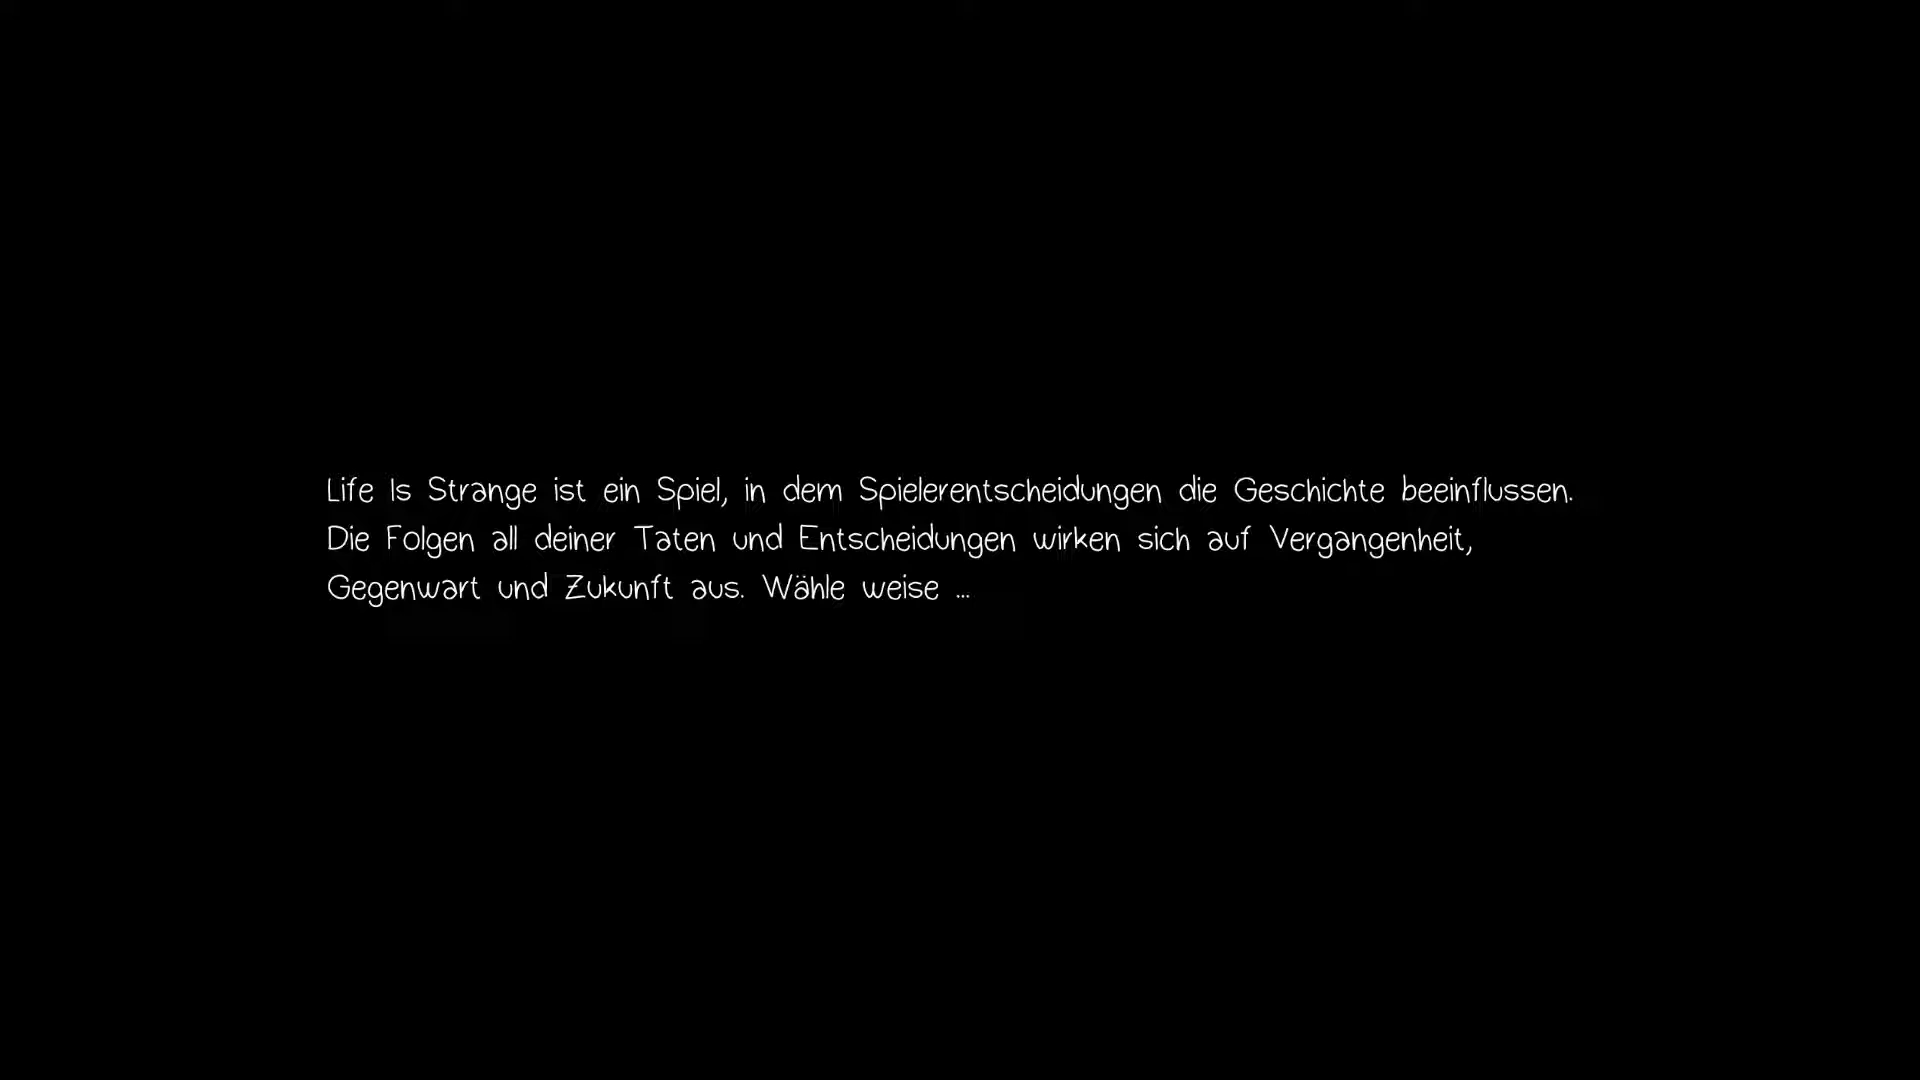 Life Is Strange ist ein Spiel, in dem Spielerentscheidungen die Geschichte beeinflussen.
Die Folgen all deiner Taten und Entscheidungen wirken sich auf Vergangenheit,
Gegenwart und Zukunft aus. Wähle weise ...